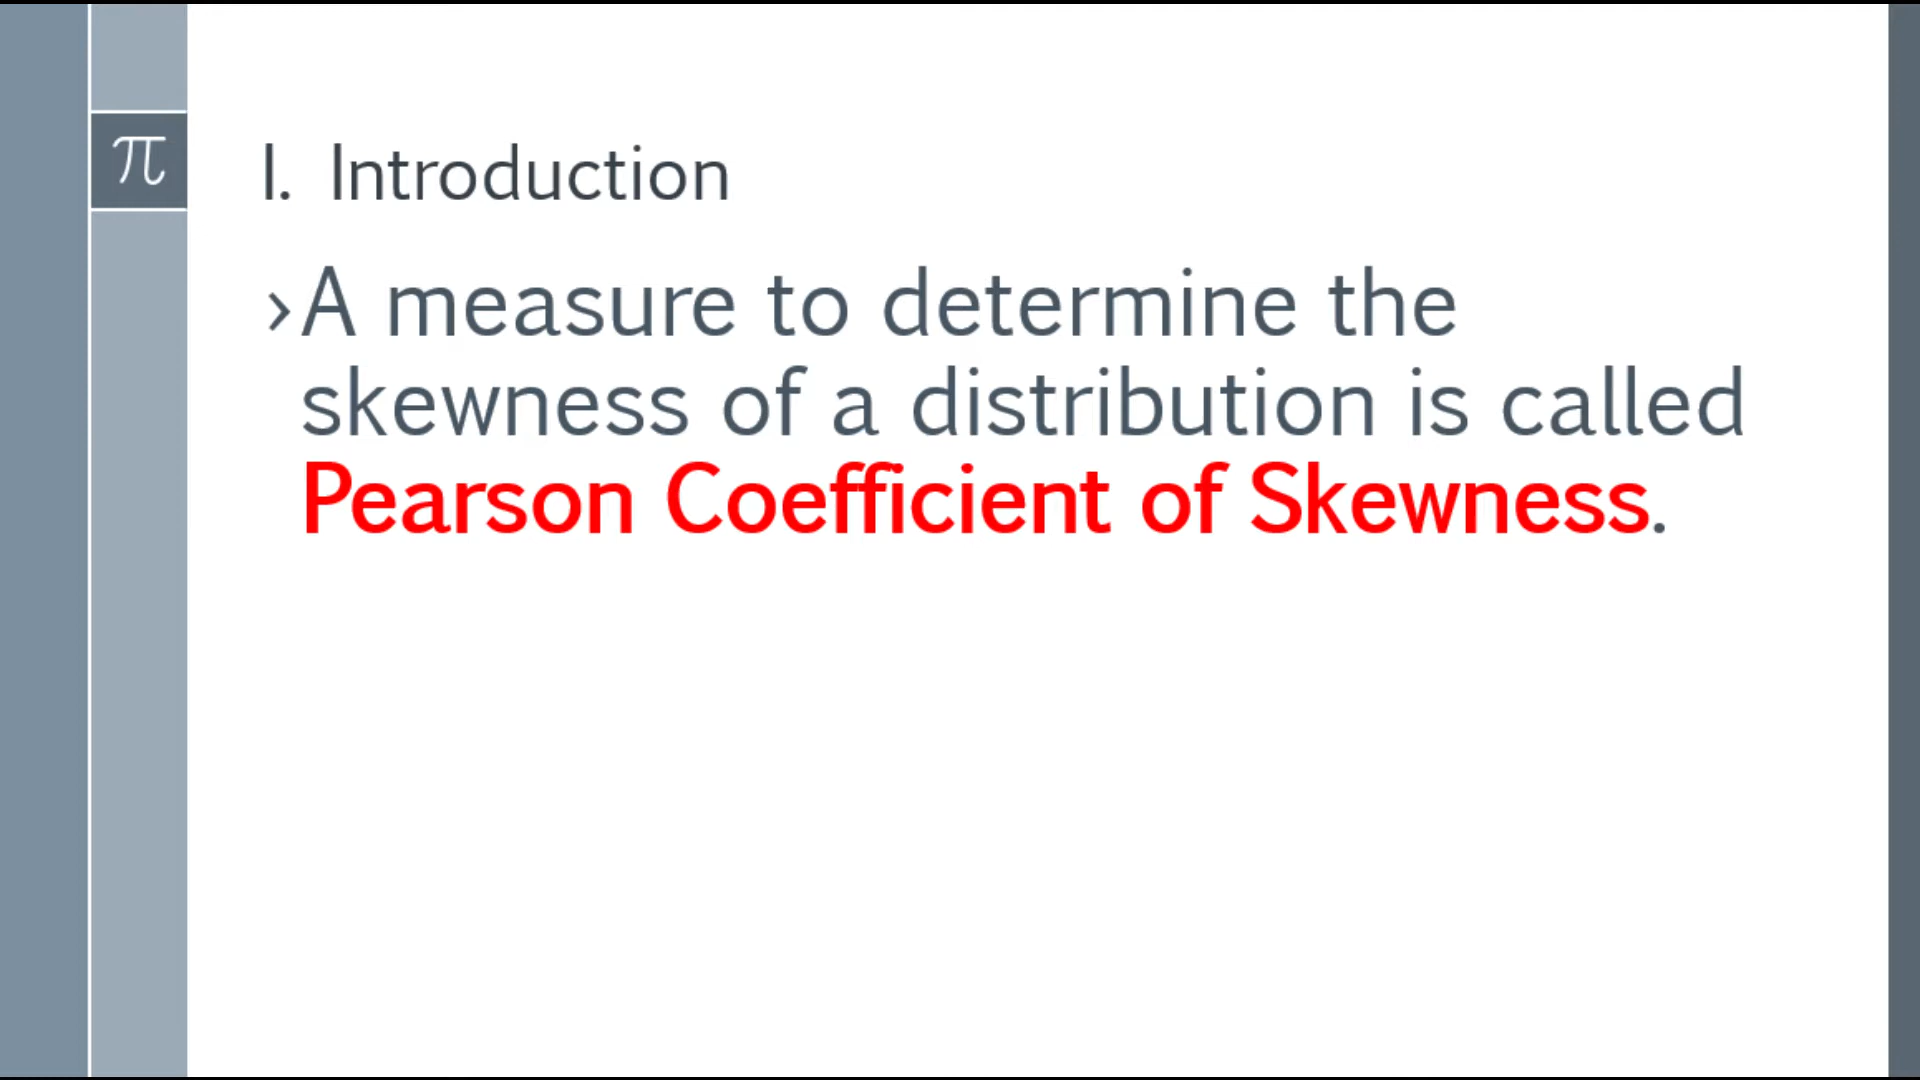 π
I. Introduction
›A measure to determine the
skewness of a distribution is called
Pearson Coefficient of Skewness.